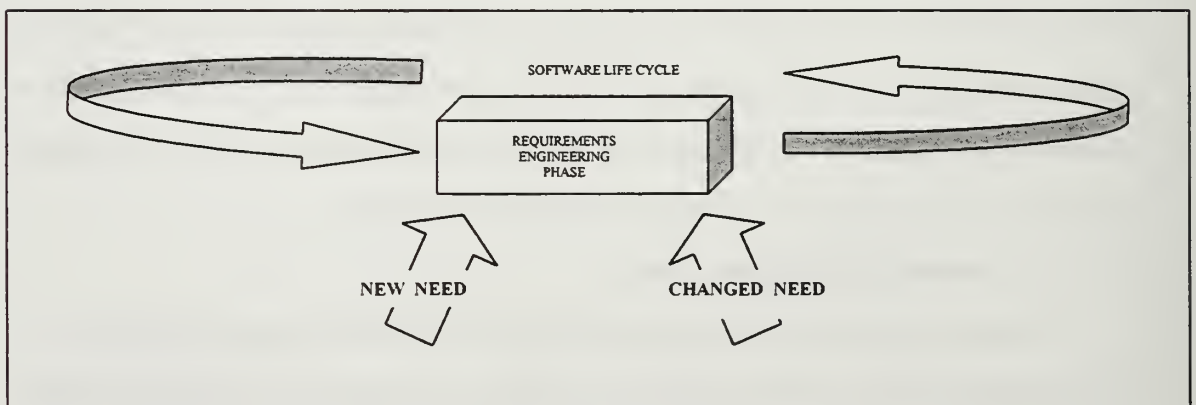 SOFTWARE LIFE CYCLE
REQUIREMENTS
ENGINEERING
PHASE
NEW NEED
CHANGED NEED